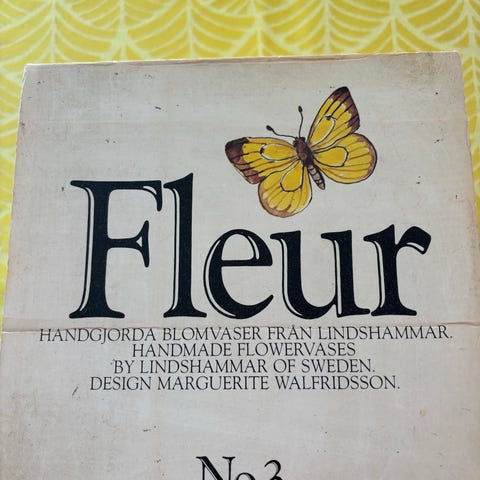 Fleur
HANDGJORDA BLOMVASER FRÅN LINDSHAMMAR.
HANDMADE FLOWERVASES
BY LINDSHAMMAR OF SWEDEN.
DESIGN MARGUERITE WALFRIDSSON.
No 3